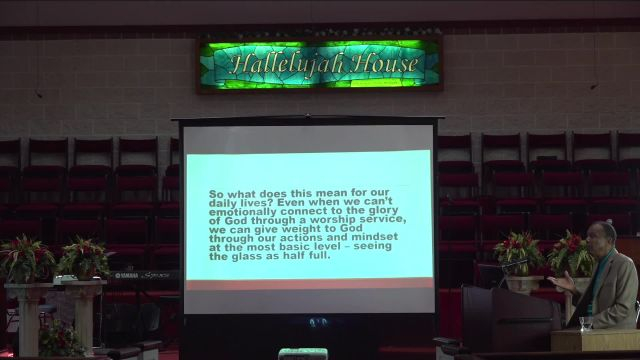 Hallelujah House
So what does this mean for our
daily lives? Even when we can't
emotionally connect to the glory
of God through a worship service,
we can give weight to God
through our actions and mindset
at the most basic level – seeing
the glass as half full.
YAMAHA